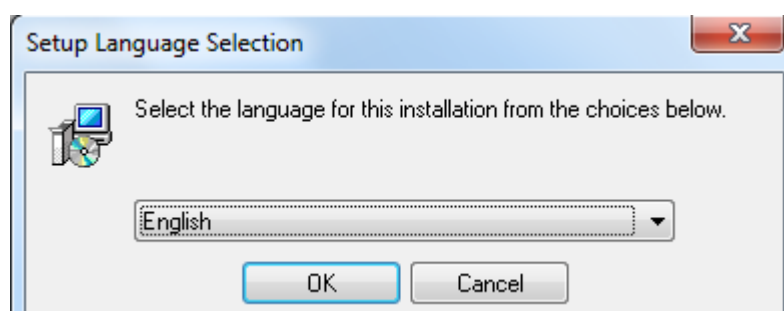 Setup Language Selection
Select the language for this installation from the choices below.
English
OK
Cancel